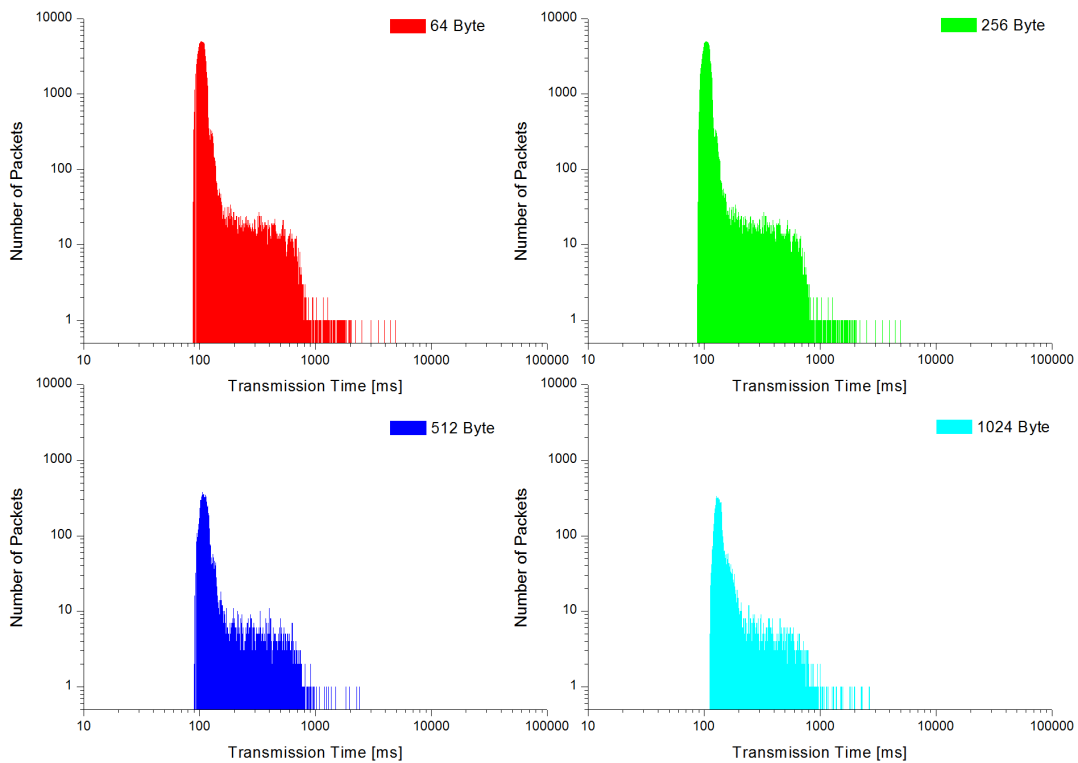 64 Byte
10000
1000
100
10
1
Number of Packets
10 100 1000 10000 100000
Transmission Time [ms]
256 Byte
10000
1000
100
10
1
Number of Packets
10 100 1000 10000 100000
Transmission Time [ms]
512 Byte
10000
1000
100
10
1
Number of Packets
10 100 1000 10000 100000
Transmission Time [ms]
1024 Byte
10000
1000
100
10
1
Number of Packets
10 100 1000 10000 100000
Transmission Time [ms]